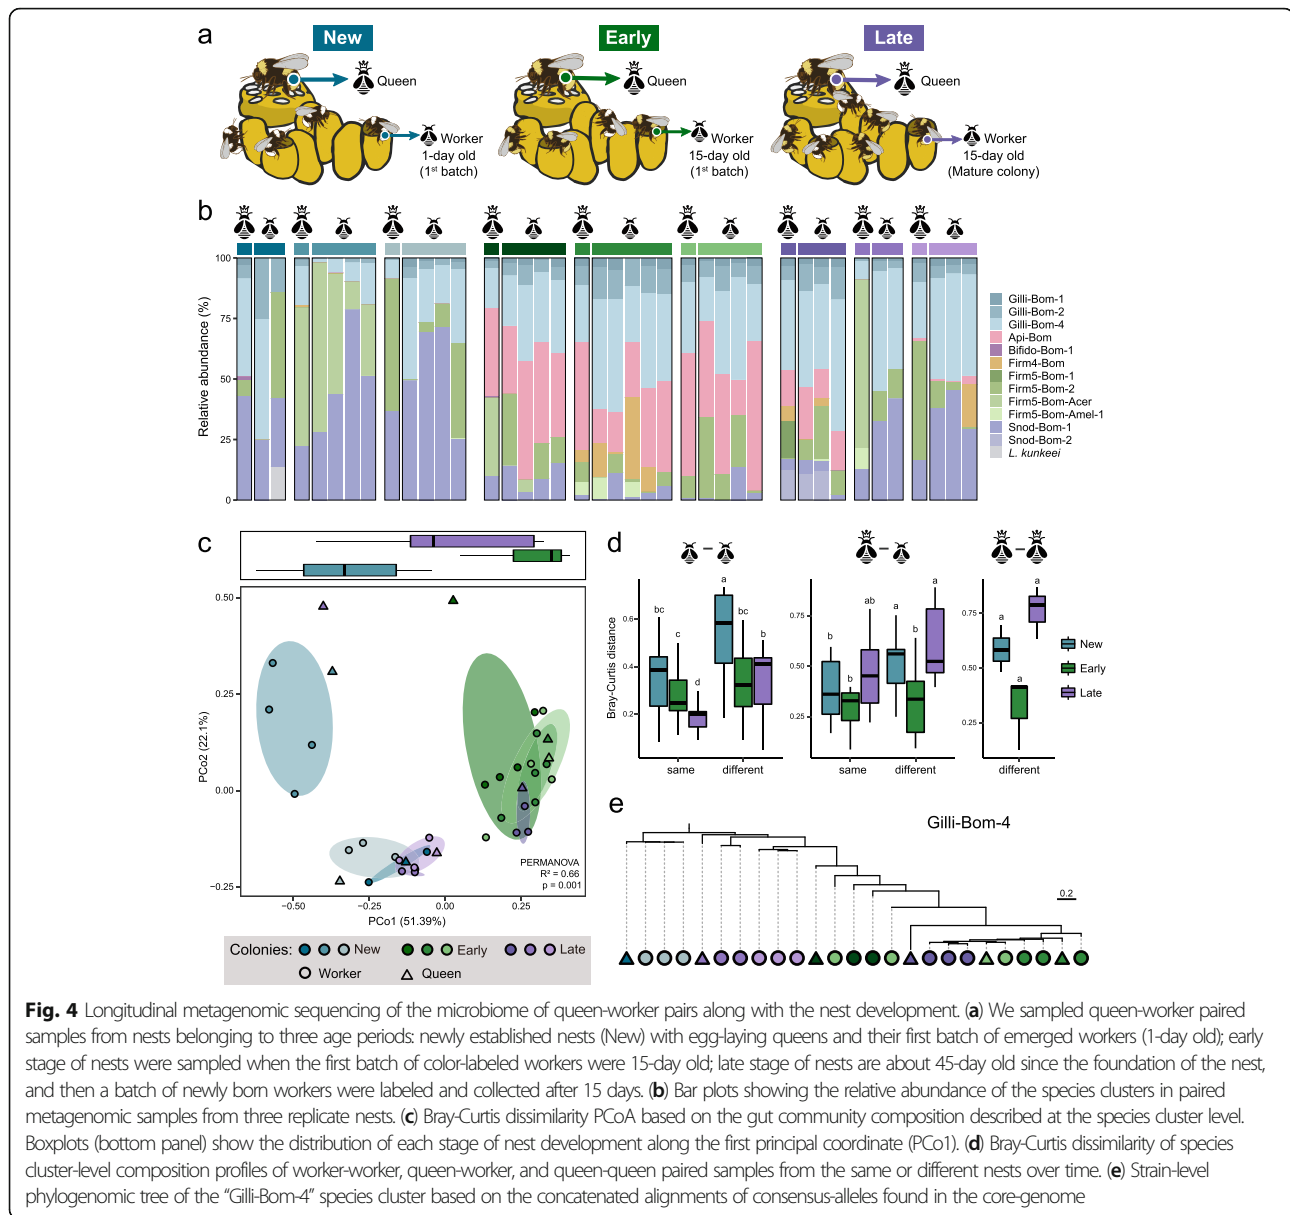 a
New
Early
Late
Queen
Queen
Queen
Worker
1-day old
(1st batch)
Worker
15-day old
(1st batch)
Worker
15-day old
(Mature colony)
b
Relative abundance (%)
100
75
50
25
0
Gilli-Bom-1
Gilli-Bom-2
Gilli-Bom-4
Api-Bom
Bifido-Bom-1
Firm4-Bom
Firm5-Bom-1
Firm5-Bom-2
Firm5-Bom-Acer
Firm5-Bom-Amel-1
Snod-Bom-1
Snod-Bom-2
L. kunkeei
c
PCo2 (22.1%)
0.50
0.25
0.00
−0.25
−0.50
−0.25
0.00
0.25
PCo1 (51.39%)
PERMANOVA
R² = 0.66
p = 0.001
Colonies: New Early Late
Worker Queen
d
Bray-Curtis distance
0.6
0.4
0.2
bc
c
d
a
bc
b
same different
0.75
0.50
0.25
b
b
ab
a
b
a
same different
0.75
0.50
0.25
a
a
a
different
New
Early
Late
e
Gilli-Bom-4
0.2
Fig. 4 Longitudinal metagenomic sequencing of the microbiome of queen-worker pairs along with the nest development. (a) We sampled queen-worker paired
samples from nests belonging to three age periods: newly established nests (New) with egg-laying queens and their first batch of emerged workers (1-day old); early
stage of nests were sampled when the first batch of color-labeled workers were 15-day old; late stage of nests are about 45-day old since the foundation of the nest,
and then a batch of newly born workers were labeled and collected after 15 days. (b) Bar plots showing the relative abundance of the species clusters in paired
metagenomic samples from three replicate nests. (c) Bray-Curtis dissimilarity PCoA based on the gut community composition described at the species cluster level.
Boxplots (bottom panel) show the distribution of each stage of nest development along the first principal coordinate (PCo1). (d) Bray-Curtis dissimilarity of species
cluster-level composition profiles of worker-worker, queen-worker, and queen-queen paired samples from the same or different nests over time. (e) Strain-level
phylogenomic tree of the "Gilli-Bom-4" species cluster based on the concatenated alignments of consensus-alleles found in the core-genome